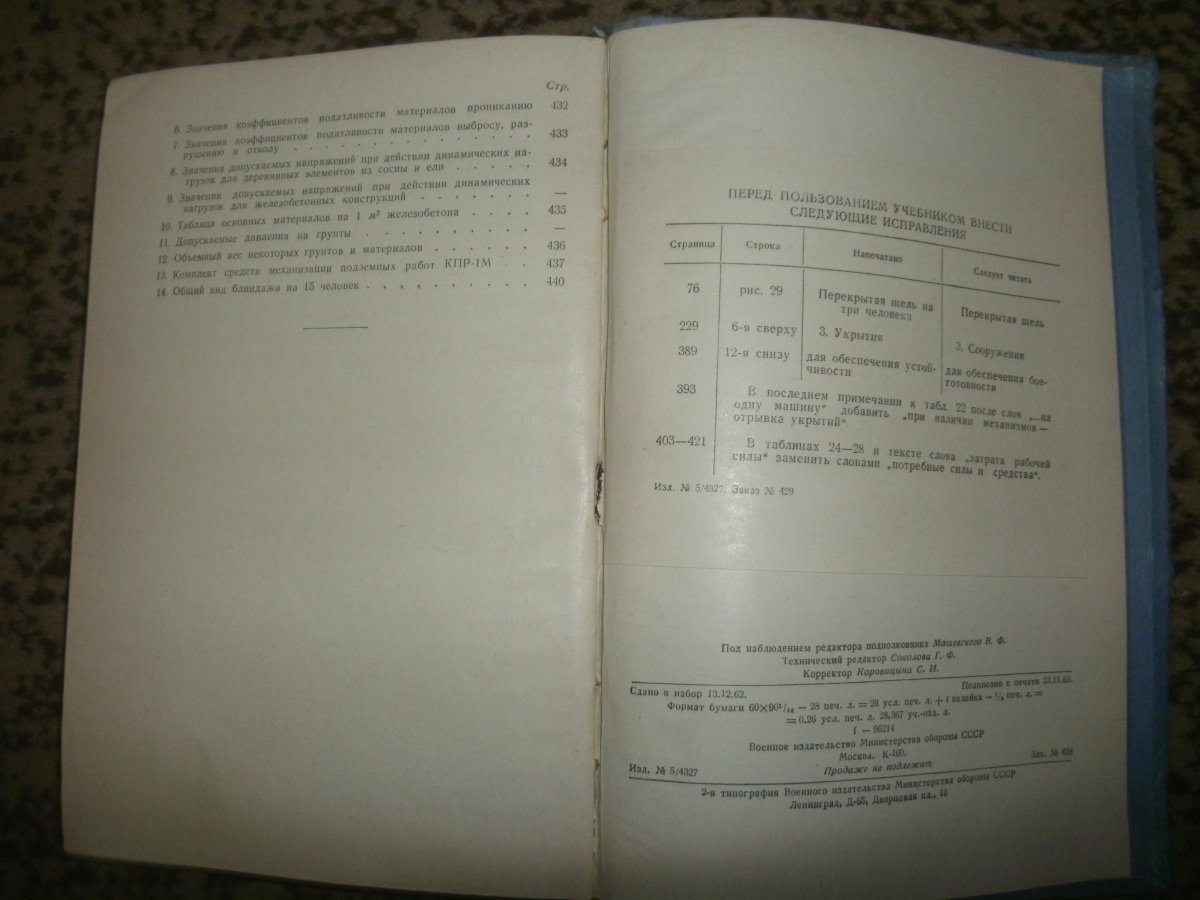 Стр.
6. Значения коэффициентов податливости материалов прониканию 432
7. Значения коэффициентов податливости материалов выбросу, раз-
рушению и отколу . . . . . . . . . . . . 433
8. Значения допускаемых напряжений при действии динамических на-
грузок для деревянных элементов из сосны и ели . . . . . 434
9. Значения допускаемых напряжений при действии динамических
нагрузок для железобетонных конструкций . . . . . . . —
10. Таблица основных материалов на 1 м³ железобетона . . . . 435
11. Допускаемые давления на грунты . . . . . . . . . . —
12. Объемный вес некоторых грунтов и материалов . . . . . . 436
13. Комплект средств механизации подземных работ КПР-1М . . 437
14. Общий вид блиндажа на 15 человек . . . . . . . . . . 440
ПЕРЕД ПОЛЬЗОВАНИЕМ УЧЕБНИКОМ ВНЕСТИ
СЛЕДУЮЩИЕ ИСПРАВЛЕНИЯ
Страница Строка Напечатано Следует читать
76 рис. 29 Перекрытая щель на Перекрытая щель
три человека
229 6-я сверху 3. Укрытия 3. Сооружения
389 12-я снизу для обеспечения устой- для обеспечения бое-
чивости готовности
393 В последнем примечании к табл. 22 после слов „...на
одну машину“ добавить „при наличии механизмов —
отрывка укрытий“.
403—421 В таблицах 24—28 и тексте слова „затрата рабочей
силы“ заменить словами „потребные силы и средства“.
Изд. № 5/4327, Заказ № 429
Под наблюдением редактора подполковника Машевского В. Ф.
Технический редактор Соколова Г. Ф.
Корректор Коровицына С. И.
Сдано в набор 13.12.62. Подписано к печати 23.11.63.
Формат бумаги 60×90¹/₁₆ — 28 печ. л. = 28 усл. печ. л. + 1 вклейка — ¹/₄ печ. л. =
= 0,26 усл. печ. л. 28,367 уч.-изд. л.
Г — 96214
Военное издательство Министерства обороны СССР
Москва, К-160.
Изд. № 5/4327 Продаже не подлежат Зак. № 429
2-я типография Военного издательства Министерства обороны СССР
Ленинград, Д-65, Дворцовая пл., 10